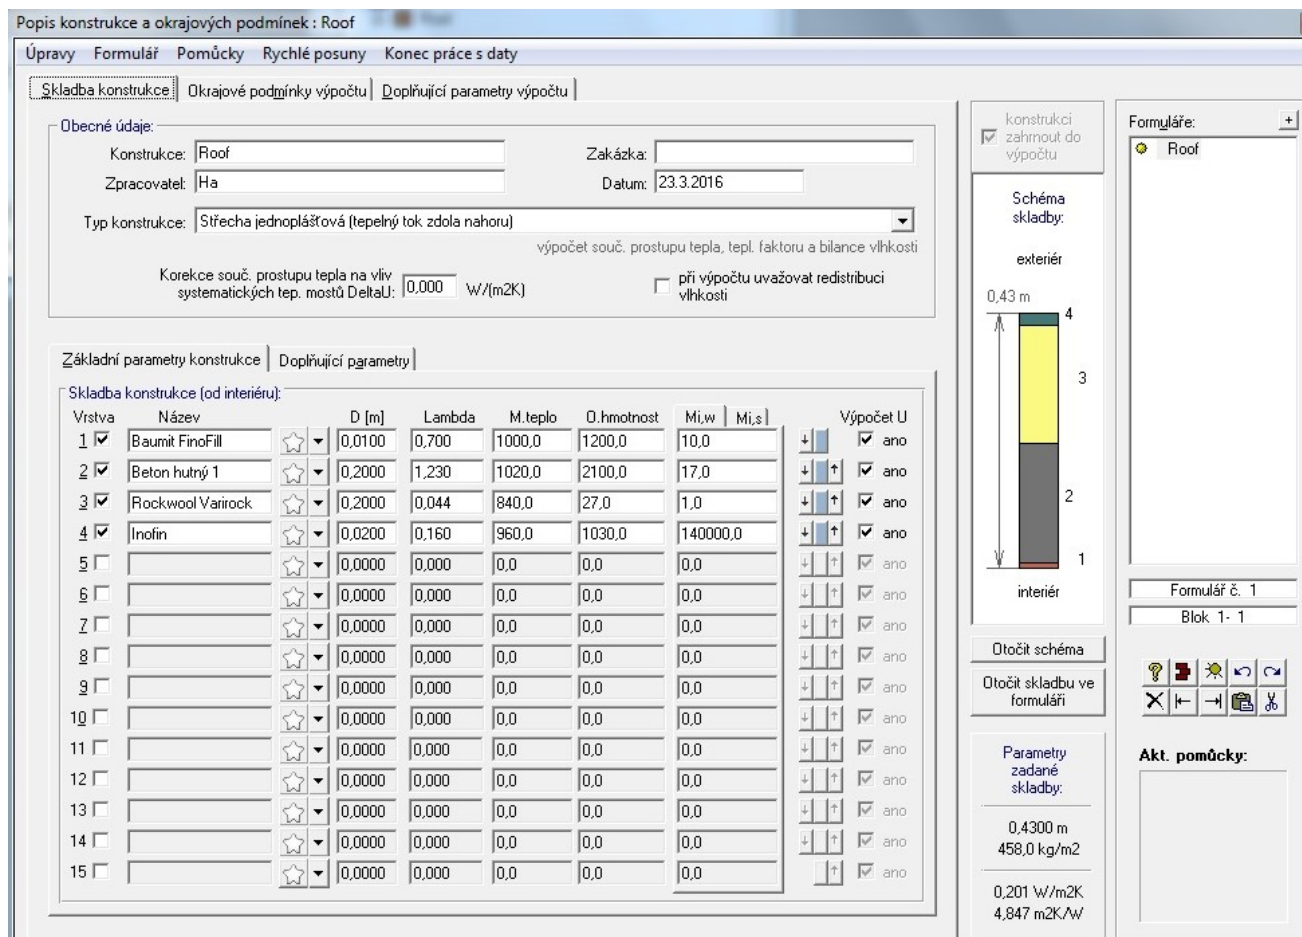 Popis konstrukce a okrajových podmínek : Roof
Úpravy Formulář Pomůcky Rychlé posuny Konec práce s daty
Skladba konstrukce Okrajové podmínky výpočtu Doplňující parametry výpočtu
Obecné údaje:
Konstrukce: Roof Zakázka:
Zpracovatel: Ha Datum: 23.3.2016
Typ konstrukce: Střecha jednoplášťová (tepelný tok zdola nahoru)
výpočet souč. prostupu tepla, tepl. faktoru a bilance vlhkosti
Korekce souč. prostupu tepla na vliv
systematických tep. mostů DeltaU: 0,000 W/(m2K)
při výpočtu uvažovat redistribuci
vlhkosti
Základní parametry konstrukce Doplňující parametry
Skladba konstrukce (od interiéru):
Vrstva Název D [m] Lambda M.teplo O.hmotnost Mi,w Mi,s Výpočet U
1 Baumit FinoFill 0,0100 0,700 1000,0 1200,0 10,0 ano
2 Beton hutný 1 0,2000 1,230 1020,0 2100,0 17,0 ano
3 Rockwool Varirock 0,2000 0,044 840,0 27,0 1,0 ano
4 Inofin 0,0200 0,160 960,0 1030,0 140000,0 ano
5 0,0000 0,000 0,0 0,0 0,0 ano
6 0,0000 0,000 0,0 0,0 0,0 ano
7 0,0000 0,000 0,0 0,0 0,0 ano
8 0,0000 0,000 0,0 0,0 0,0 ano
9 0,0000 0,000 0,0 0,0 0,0 ano
10 0,0000 0,000 0,0 0,0 0,0 ano
11 0,0000 0,000 0,0 0,0 0,0 ano
12 0,0000 0,000 0,0 0,0 0,0 ano
13 0,0000 0,000 0,0 0,0 0,0 ano
14 0,0000 0,000 0,0 0,0 0,0 ano
15 0,0000 0,000 0,0 0,0 0,0 ano
konstrukci
zahrnout do
výpočtu
Schéma
skladby:
exteriér
0,43 m
4
3
2
1
interiér
Otočit schéma
Otočit skladbu ve
formuláři
Parametry
zadané
skladby:
0,4300 m
458,0 kg/m2
0,201 W/m2K
4,847 m2K/W
Formuláře: +
Roof
Formulář č. 1
Blok 1- 1
Akt. pomůcky: